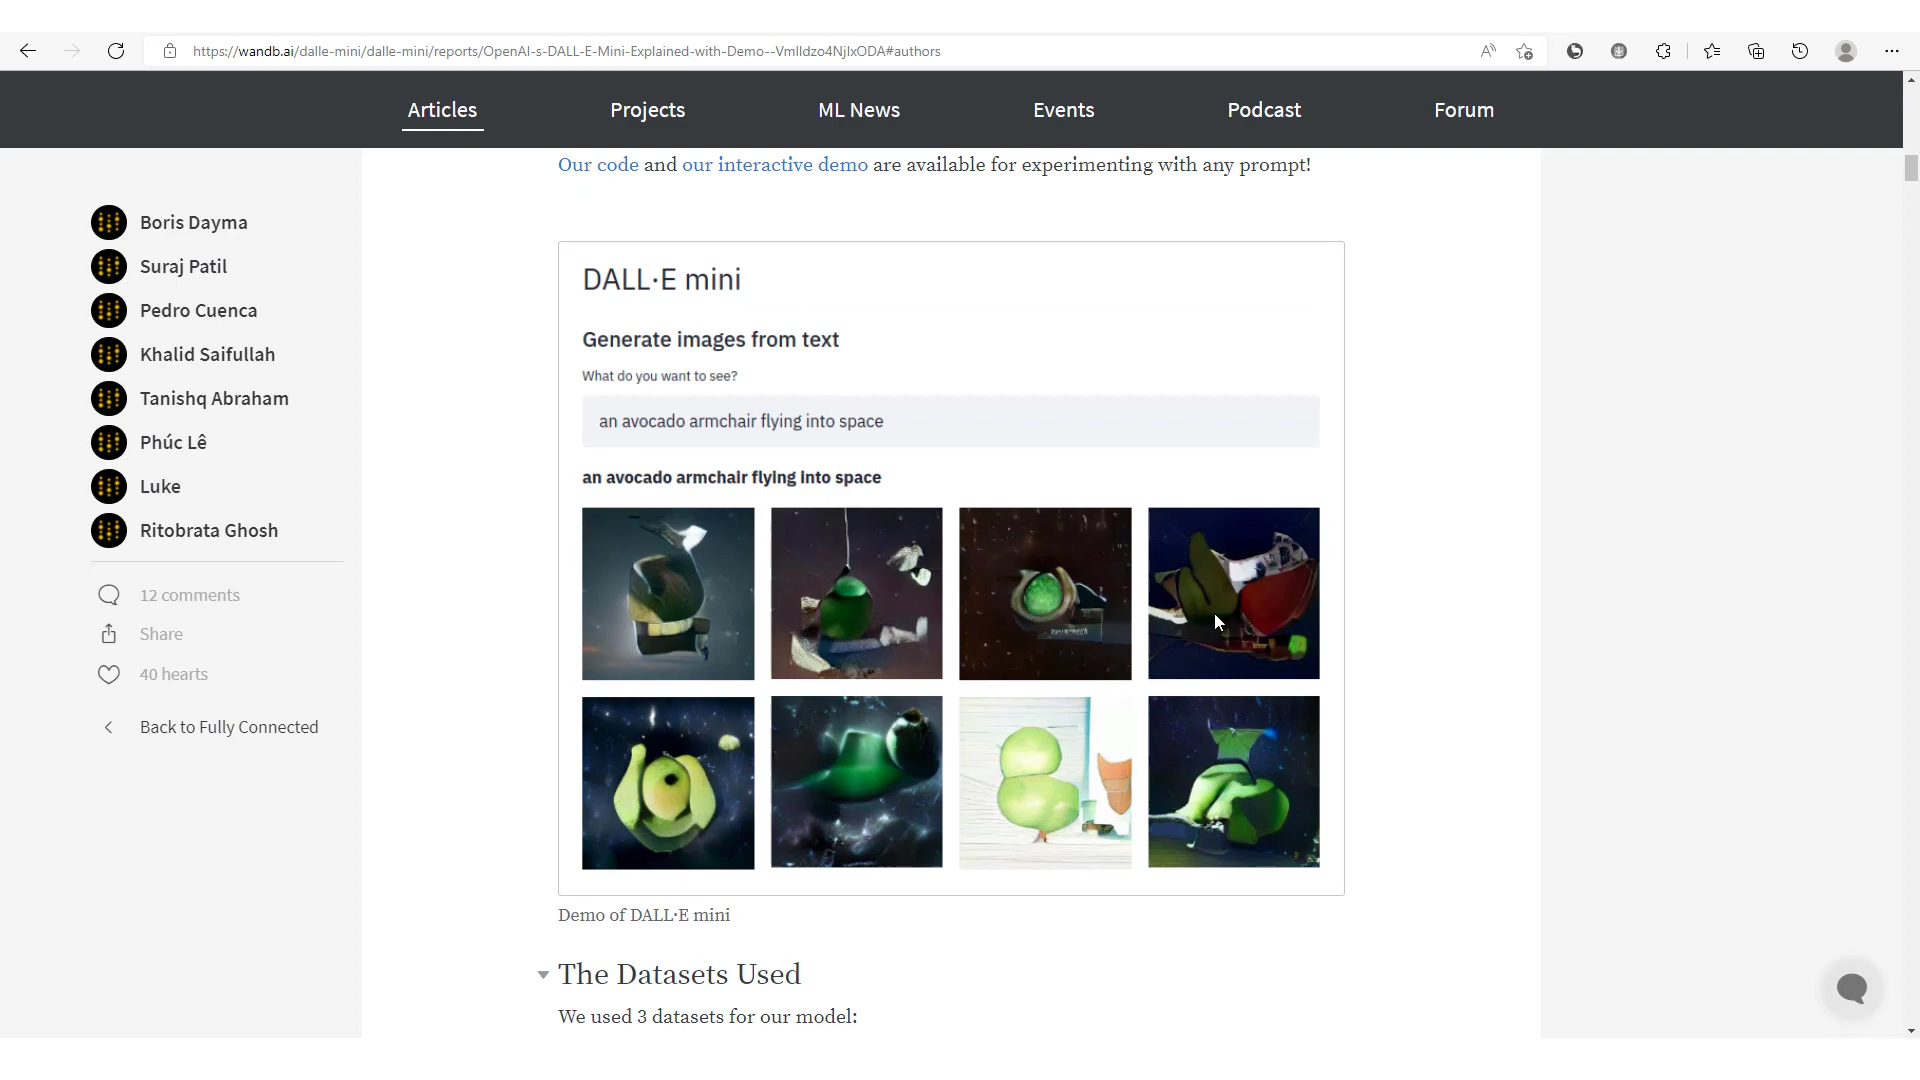 https://wandb.ai/dalle-mini/dalle-mini/reports/OpenAI-s-DALL-E-Mini-Explained-with-Demo--Vmlldzo4NjIxODA#authors
Articles
Projects
ML News
Events
Podcast
Forum
Our code and our interactive demo are available for experimenting with any prompt!
Boris Dayma
Suraj Patil
Pedro Cuenca
Khalid Saifullah
Tanishq Abraham
Phúc Lê
Luke
Ritobrata Ghosh
12 comments
Share
40 hearts
Back to Fully Connected
DALL·E mini
Generate images from text
What do you want to see?
an avocado armchair flying into space
an avocado armchair flying into space
Demo of DALL·E mini
The Datasets Used
We used 3 datasets for our model: